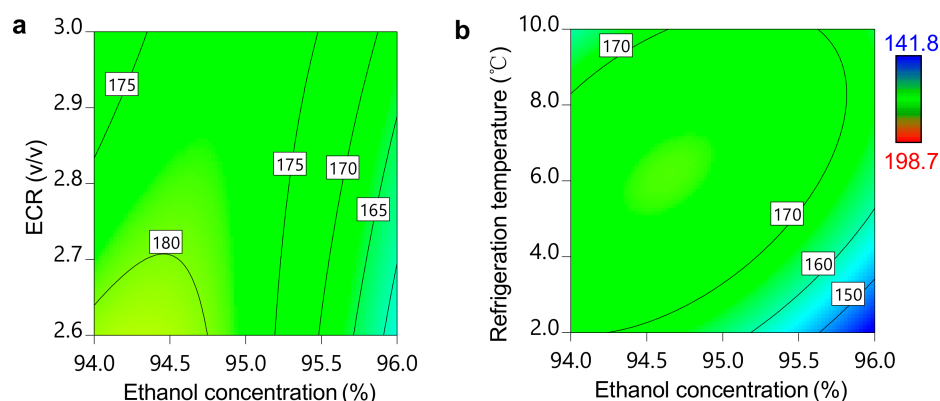 a
3.0
2.9
2.8
2.7
2.6
ECR (v/v)
175
175
170
165
180
94.0 94.5 95.0 95.5 96.0
Ethanol concentration (%)
b
10.0
8.0
6.0
4.0
2.0
Refrigeration temperature (℃)
170
170
160
150
94.0 94.5 95.0 95.5 96.0
Ethanol concentration (%)
141.8
198.7